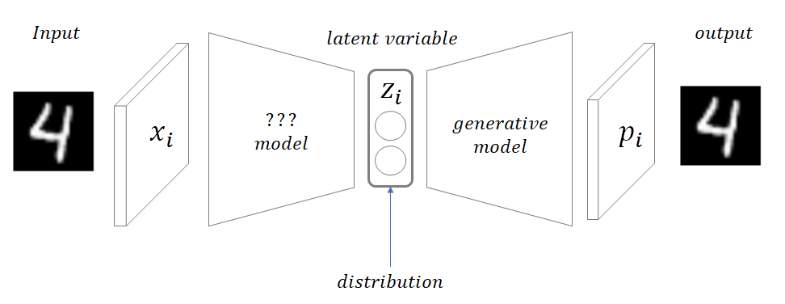 Input
latent variable
output
x_i
??? model
z_i
generative model
p_i
distribution